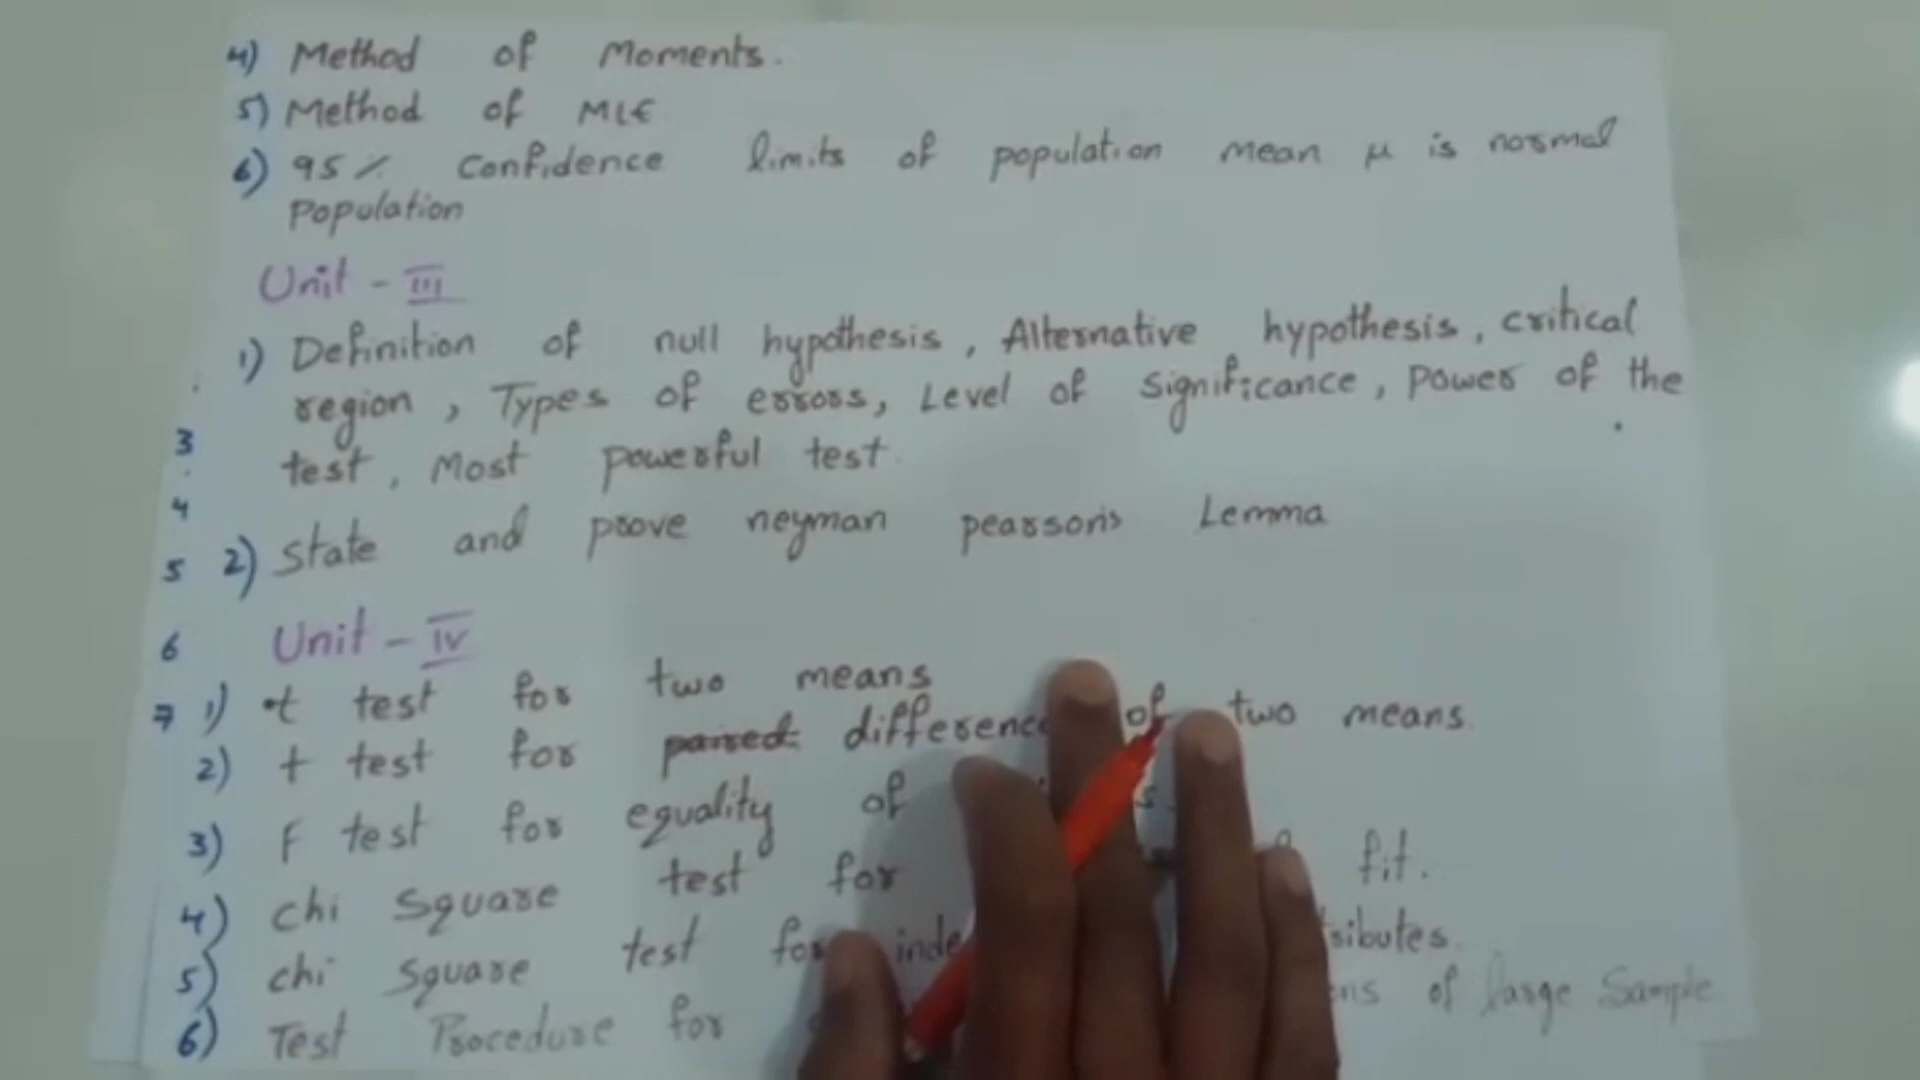 4) Method of Moments.
5) Method of MLE
6) 95% Confidence limits of population mean μ is normal
Population
Unit - III
1) Definition of null hypothesis, Alternative hypothesis, critical
region, Types of errors, Level of Significance, Power of the
3
test, Most powerful test.
4
5 2) State and prove neyman pearson's Lemma
6 Unit - IV
7 1) t test for two means
2) t test for difference of two means.
3) F test for equality of
4) chi Square test for fit.
5) chi Square test for
6) Test Procedure for of large Sample